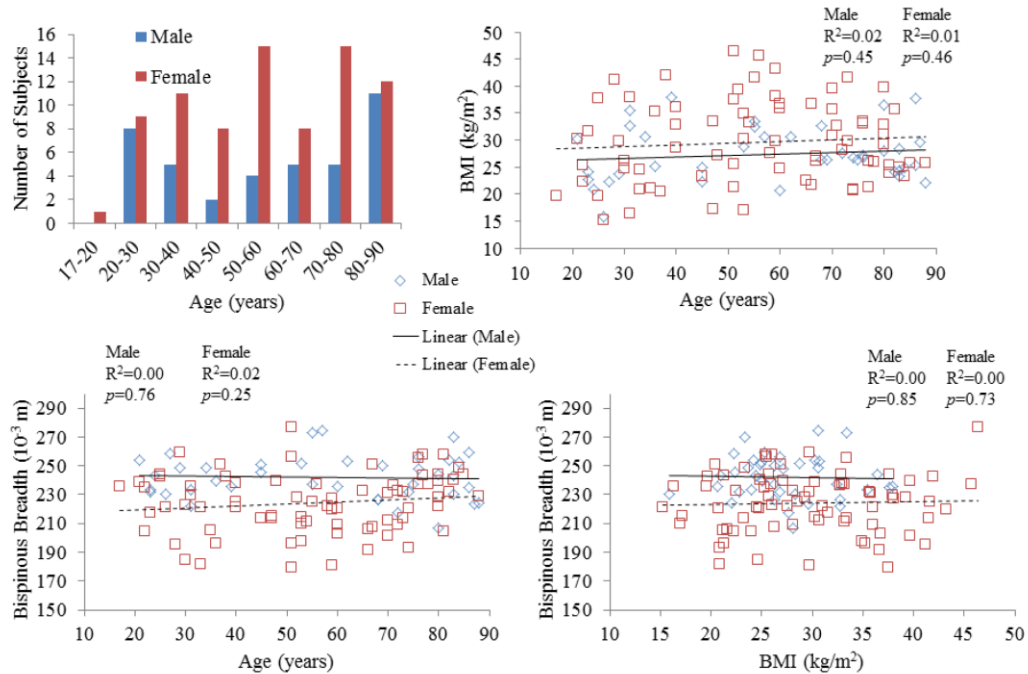 16
14
12
10
8
6
4
2
0
Number of Subjects
Male
Female
17-20
20-30
30-40
40-50
50-60
60-70
70-80
80-90
Age (years)
Male Female
R²=0.02 R²=0.01
p=0.45 p=0.46
50
45
40
35
30
25
20
15
10
BMI (kg/m²)
10 20 30 40 50 60 70 80 90
Age (years)
Male
Female
Linear (Male)
Linear (Female)
Male Female
R²=0.00 R²=0.02
p=0.76 p=0.25
290
270
250
230
210
190
170
150
Bispinous Breadth (10⁻³ m)
10 20 30 40 50 60 70 80 90
Age (years)
Male Female
R²=0.00 R²=0.00
p=0.85 p=0.73
290
270
250
230
210
190
170
150
Bispinous Breadth (10⁻³ m)
10 15 20 25 30 35 40 45 50
BMI (kg/m²)